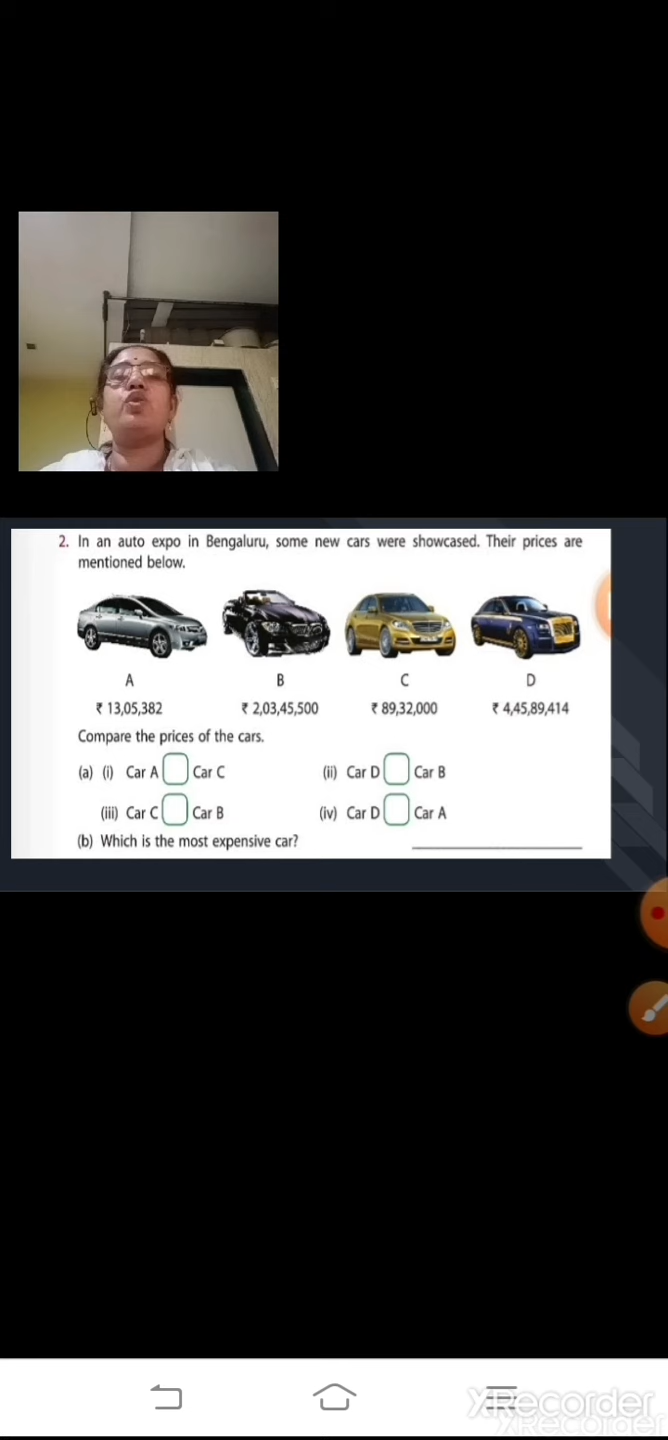 2. In an auto expo in Bengaluru, some new cars were showcased. Their prices are
mentioned below.
A B C D
₹ 13,05,382 ₹ 2,03,45,500 ₹ 89,32,000 ₹ 4,45,89,414
Compare the prices of the cars.
(a) (i) Car A Car C (ii) Car D Car B
(iii) Car C Car B (iv) Car D Car A
(b) Which is the most expensive car?
XRecorder
XRecorder